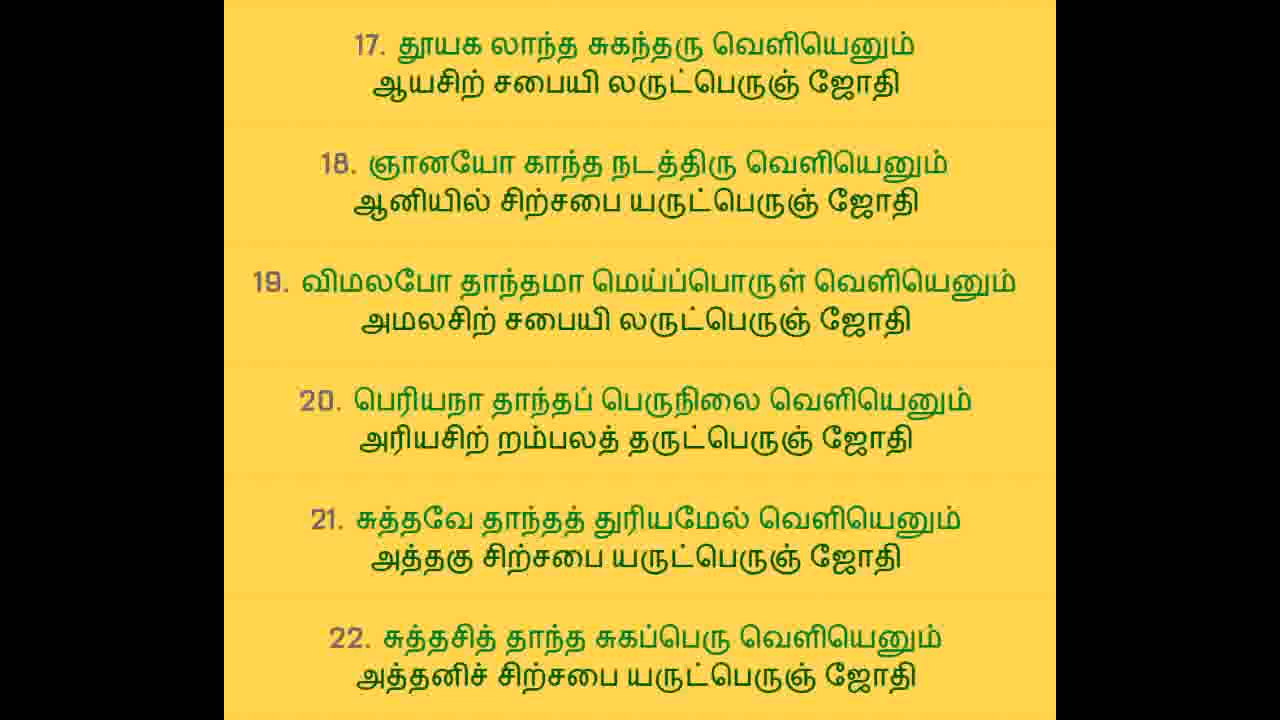 17. தூயக லாந்த சுகந்தரு வெளியெனும்
ஆயசிற் சபையி லருட்பெருஞ் ஜோதி
18. ஞானயோ காந்த நடத்திரு வெளியெனும்
ஆனியில் சிற்சபை யருட்பெருஞ் ஜோதி
19. விமலபோ தாந்தமா மெய்ப்பொருள் வெளியெனும்
அமலசிற் சபையி லருட்பெருஞ் ஜோதி
20. பெரியநா தாந்தப் பெருநிலை வெளியெனும்
அரியசிற் றம்பலத் தருட்பெருஞ் ஜோதி
21. சுத்தவே தாந்தத் துரியமேல் வெளியெனும்
அத்தகு சிற்சபை யருட்பெருஞ் ஜோதி
22. சுத்தசித் தாந்த சுகப்பெரு வெளியெனும்
அத்தனிச் சிற்சபை யருட்பெருஞ் ஜோதி